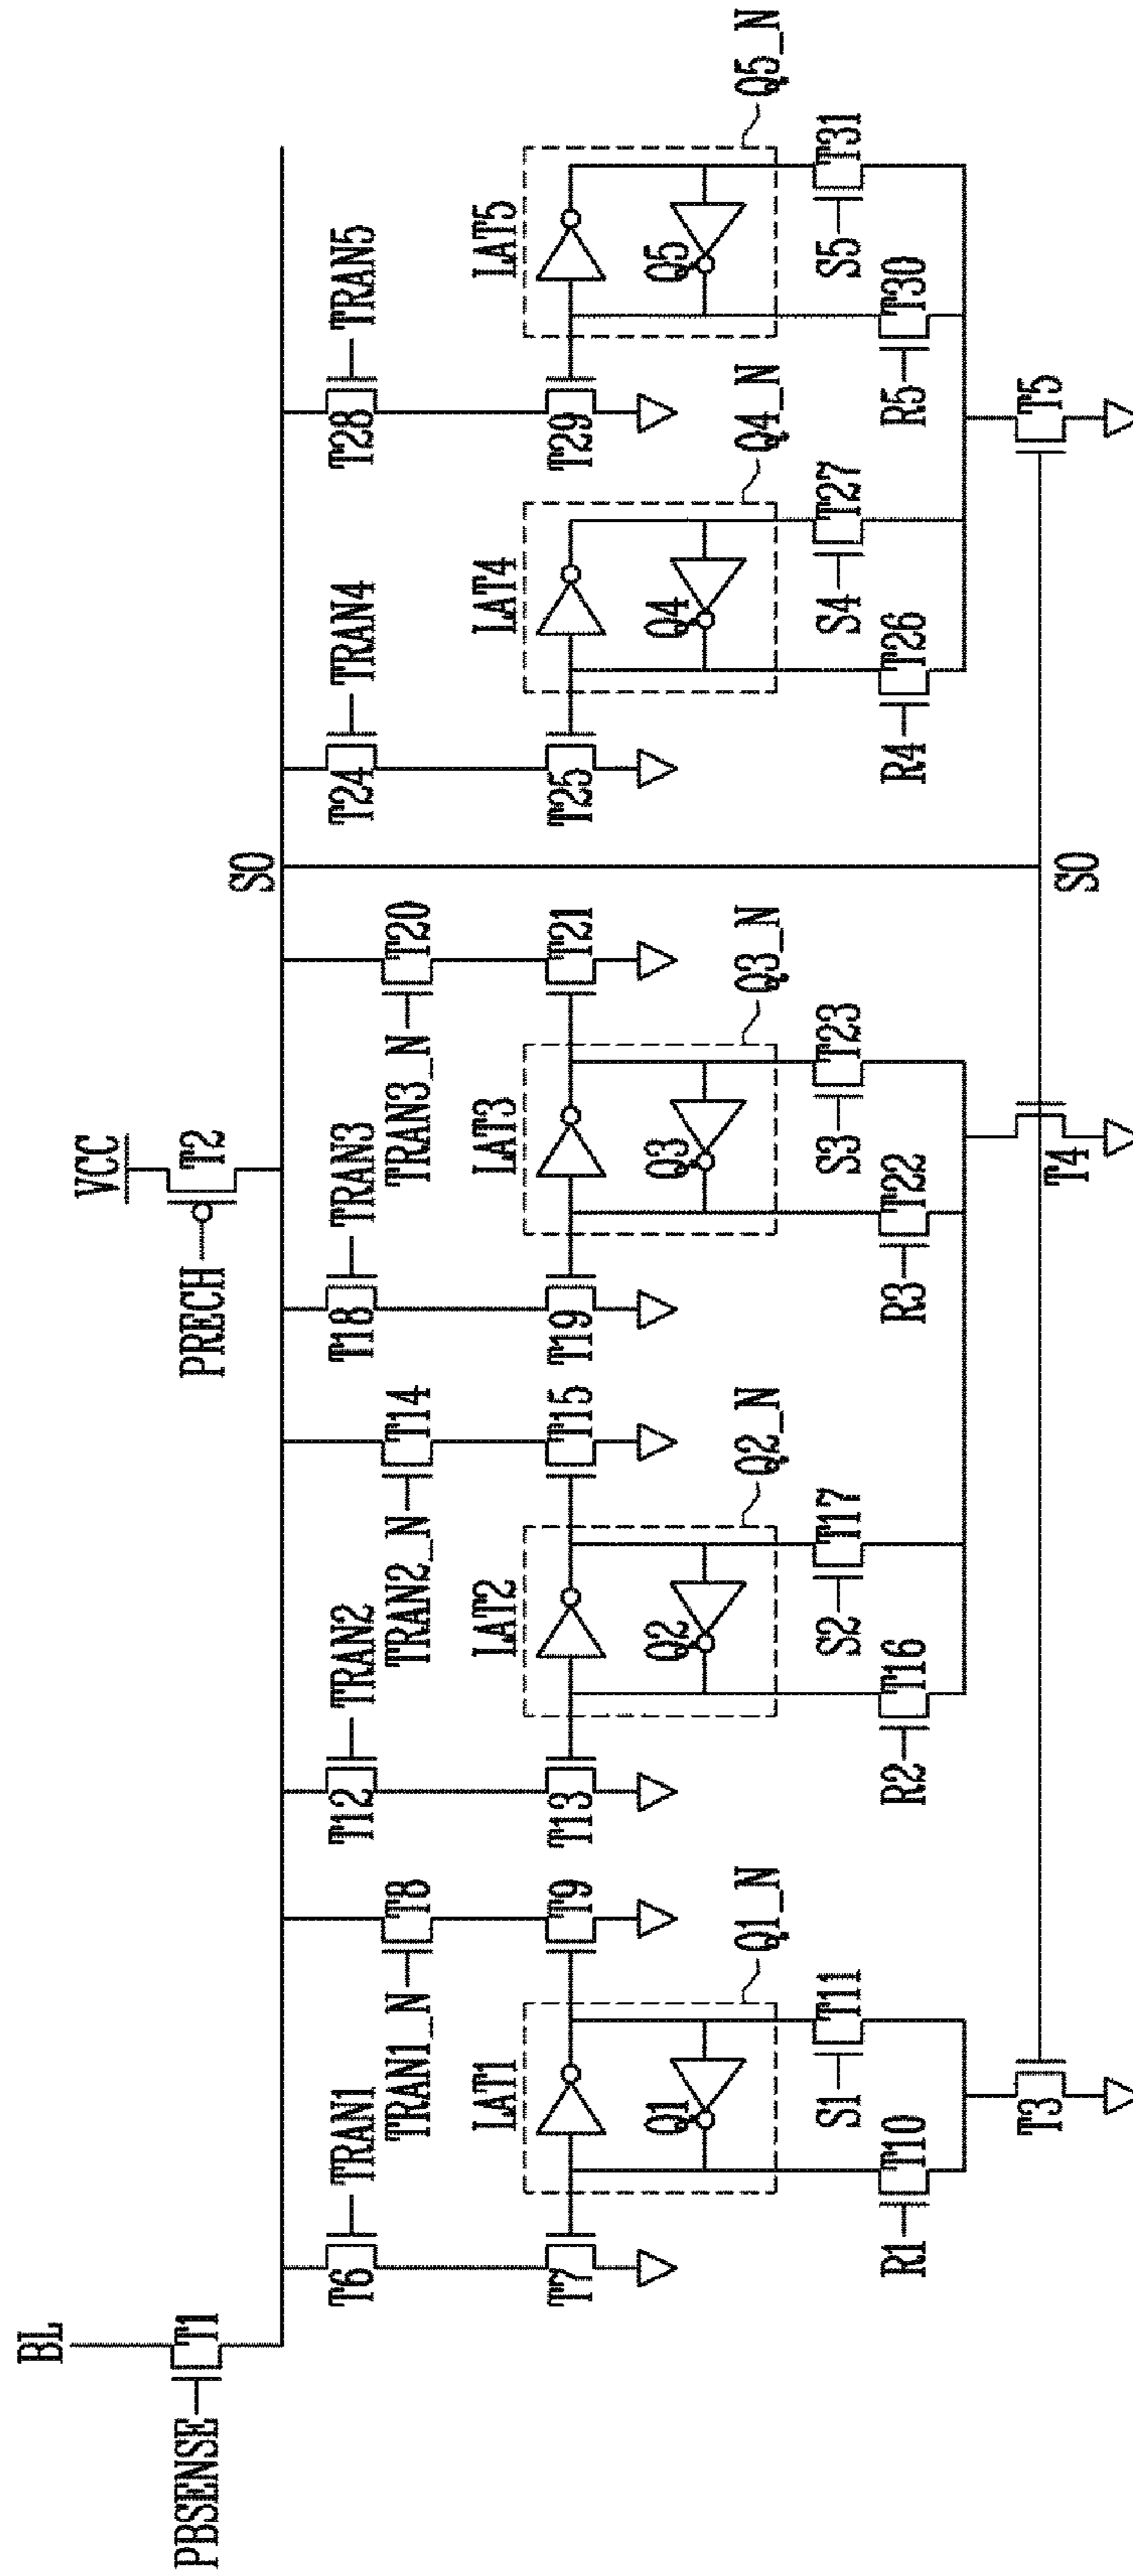 BL
PBSENSE
T1
VCC
PRECH
T2
SO
T6
TRAN1
TRAN1_N
T8
T12
TRAN2
TRAN2_N
T14
T18
TRAN3
TRAN3_N
T20
T24
TRAN4
T28
TRAN5
T7
LAT1
T9
T13
LAT2
T15
T19
LAT3
T21
T25
LAT4
T29
LAT5
Q1
Q1_N
Q2
Q2_N
Q3
Q3_N
Q4
Q4_N
Q5
Q5_N
R1
T10
S1
T11
R2
T16
S2
T17
R3
T22
S3
T23
R4
T26
S4
T27
R5
T30
S5
T31
T3
T4
SO
T5